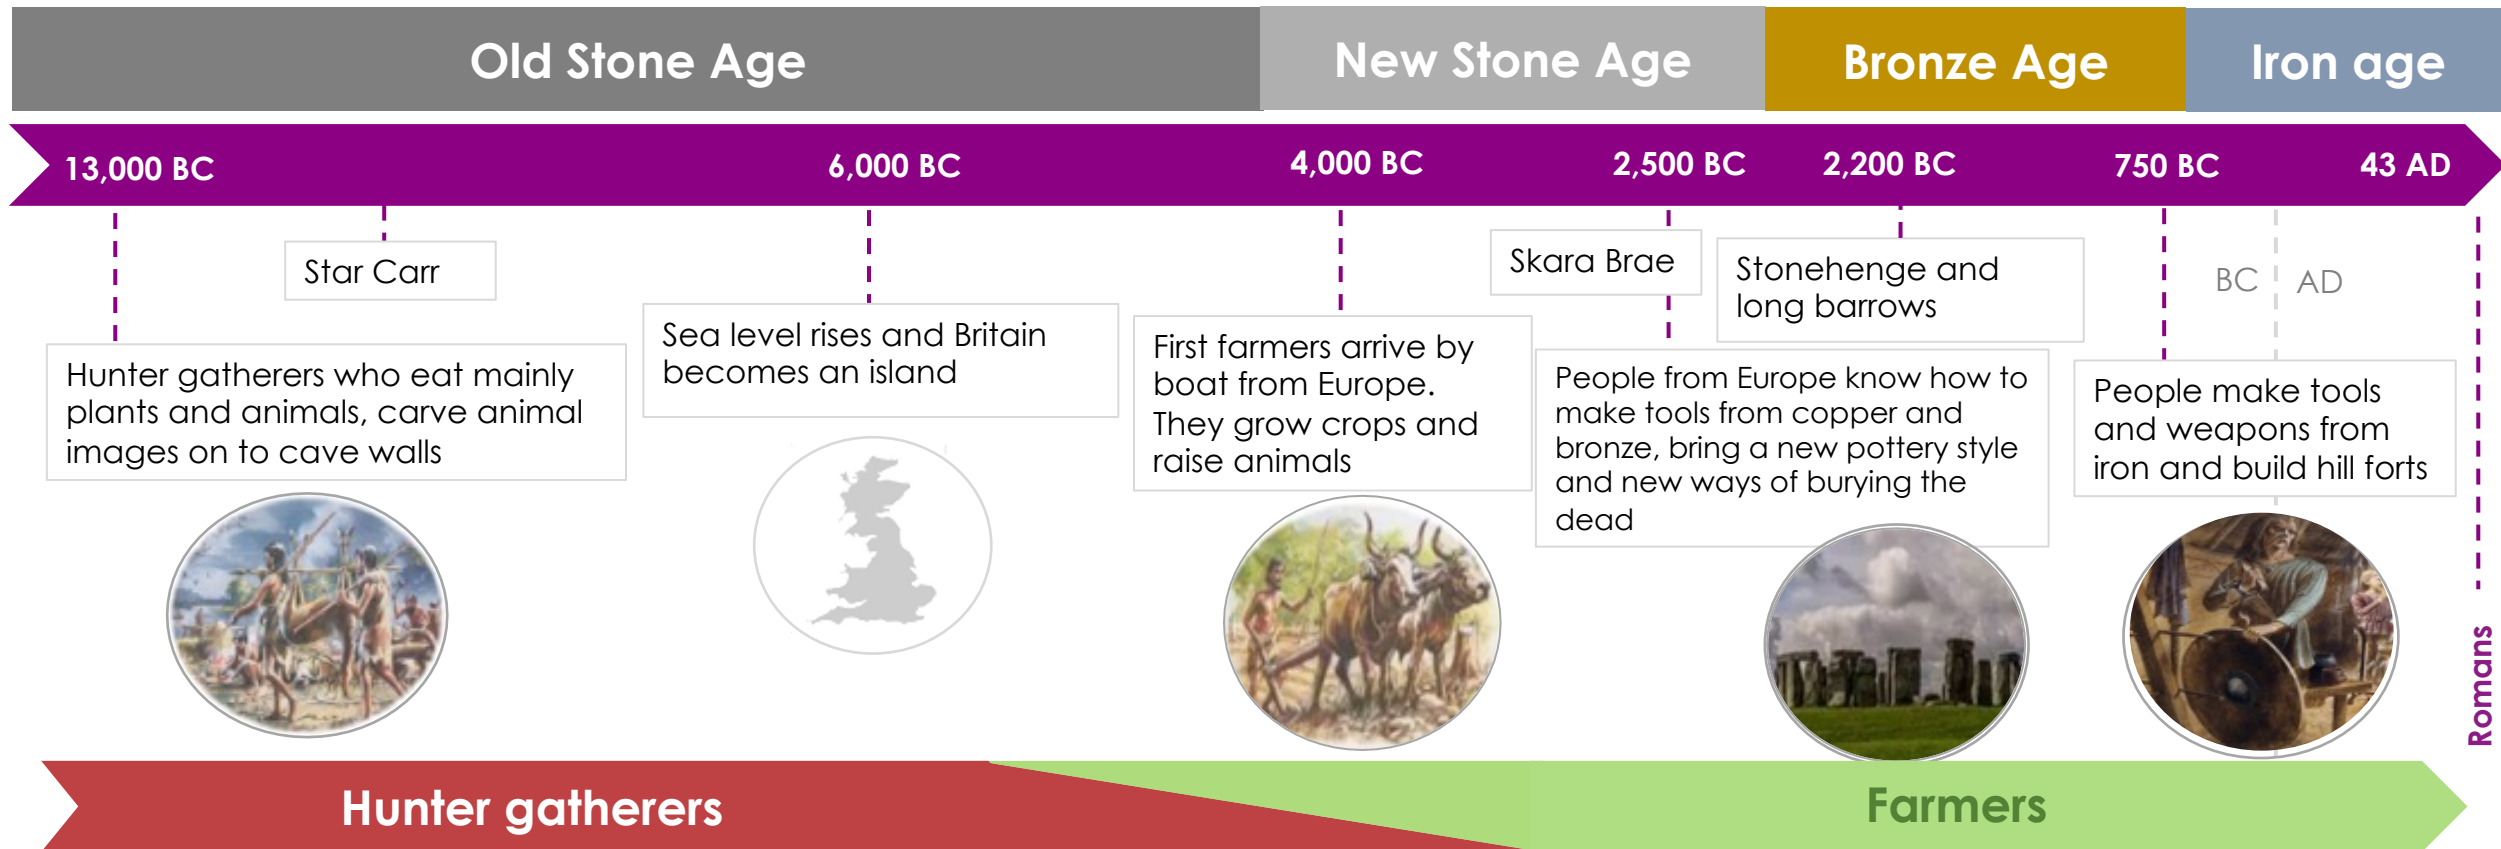 Old Stone Age
New Stone Age
Bronze Age
Iron age
13,000 BC
6,000 BC
4,000 BC
2,500 BC
2,200 BC
750 BC
43 AD
Star Carr
Hunter gatherers who eat mainly
plants and animals, carve animal
images on to cave walls
Sea level rises and Britain
becomes an island
First farmers arrive by
boat from Europe.
They grow crops and
raise animals
Skara Brae
People from Europe know how to
make tools from copper and
bronze, bring a new pottery style
and new ways of burying the
dead
Stonehenge and
long barrows
BC
AD
People make tools
and weapons from
iron and build hill forts
Romans
Hunter gatherers
Farmers